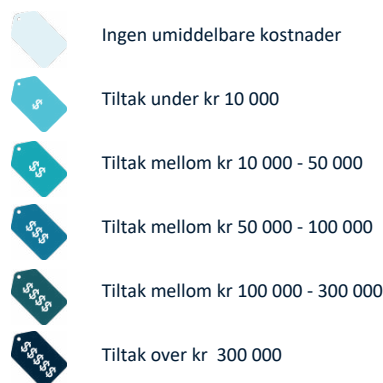 Ingen umiddelbare kostnader
$
Tiltak under kr 10 000
$$
Tiltak mellom kr 10 000 - 50 000
$$$
Tiltak mellom kr 50 000 - 100 000
$$$$
Tiltak mellom kr 100 000 - 300 000
$$$$$
Tiltak over kr  300 000